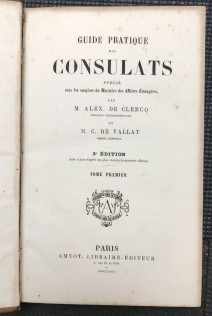 GUIDE PRATIQUE
DES
CONSULATS
PUBLIÉ
sous les auspices du Ministère des Affaires Étrangères,
PAR
M. ALEX. DE CLERCQ
ET
M. C. DE VALLAT
3e ÉDITION
TOME PREMIER
PARIS
AMYOT, LIBRAIRE-ÉDITEUR